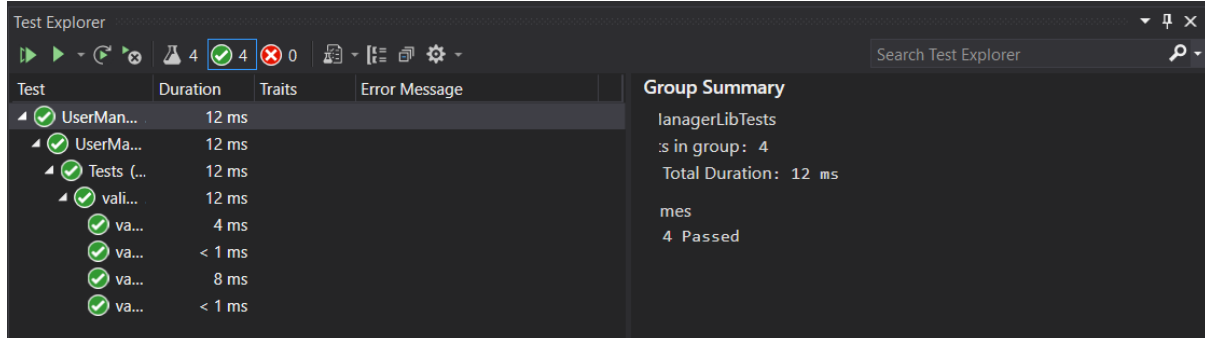 Test Explorer
4 4 0 Search Test Explorer
Test Duration Traits Error Message
UserMan... 12 ms
UserMa... 12 ms
Tests (... 12 ms
vali... 12 ms
va... 4 ms
va... < 1 ms
va... 8 ms
va... < 1 ms
Group Summary
lanagerLibTests
s in group: 4
Total Duration: 12 ms
mes
4 Passed